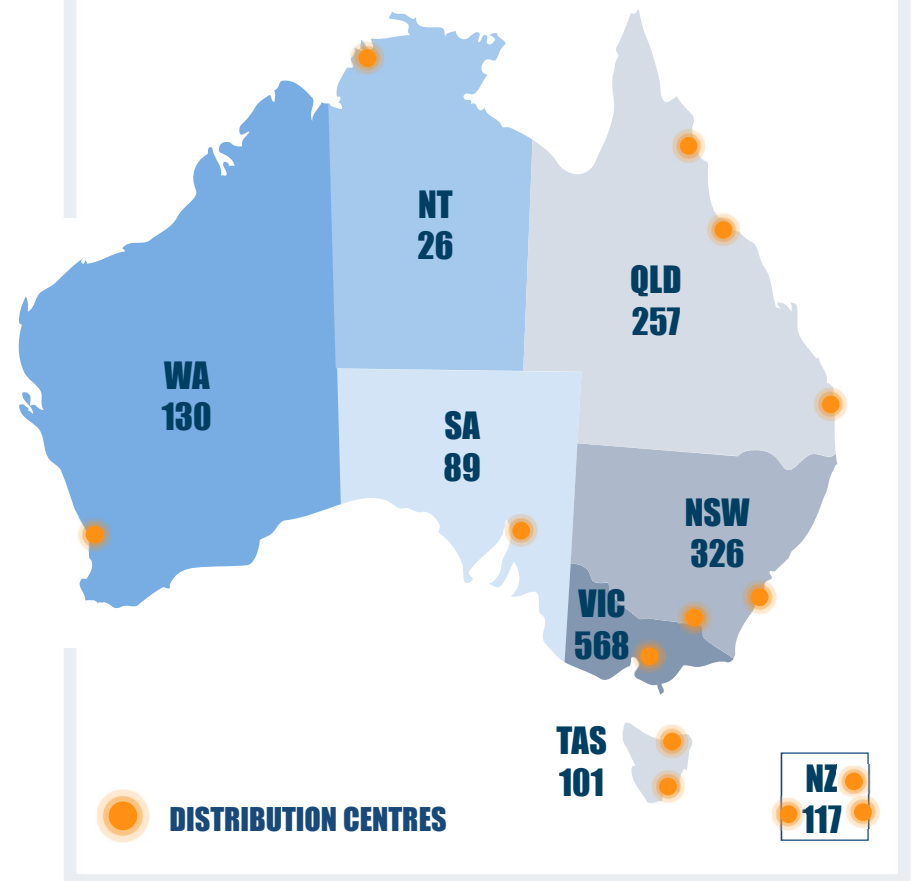 NT
26
QLD
257
WA
130
SA
89
NSW
326
VIC
568
TAS
101
NZ
117
DISTRIBUTION CENTRES